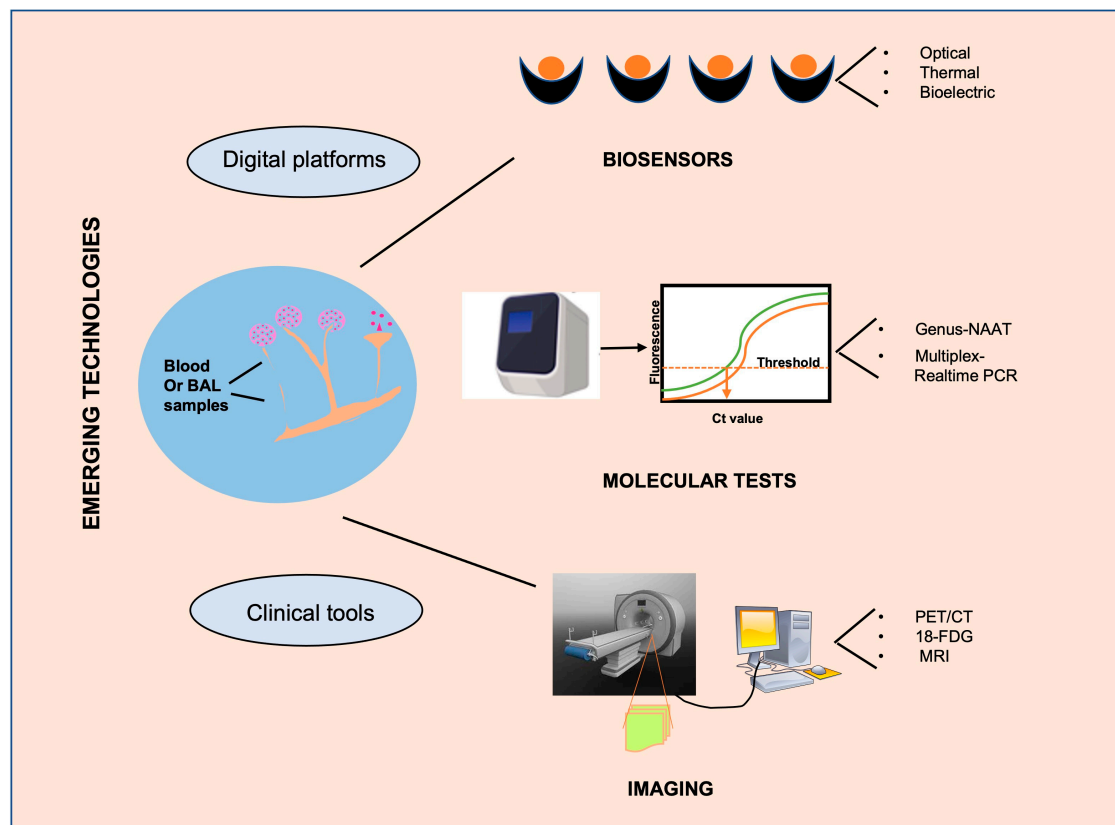 EMERGING TECHNOLOGIES
Digital platforms
Blood
Or BAL
samples
Clinical tools
• Optical
• Thermal
• Bioelectric
BIOSENSORS
Fluorescence
Threshold
Ct value
• Genus-NAAT
• Multiplex-
Realtime PCR
MOLECULAR TESTS
• PET/CT
• 18-FDG
• MRI
IMAGING